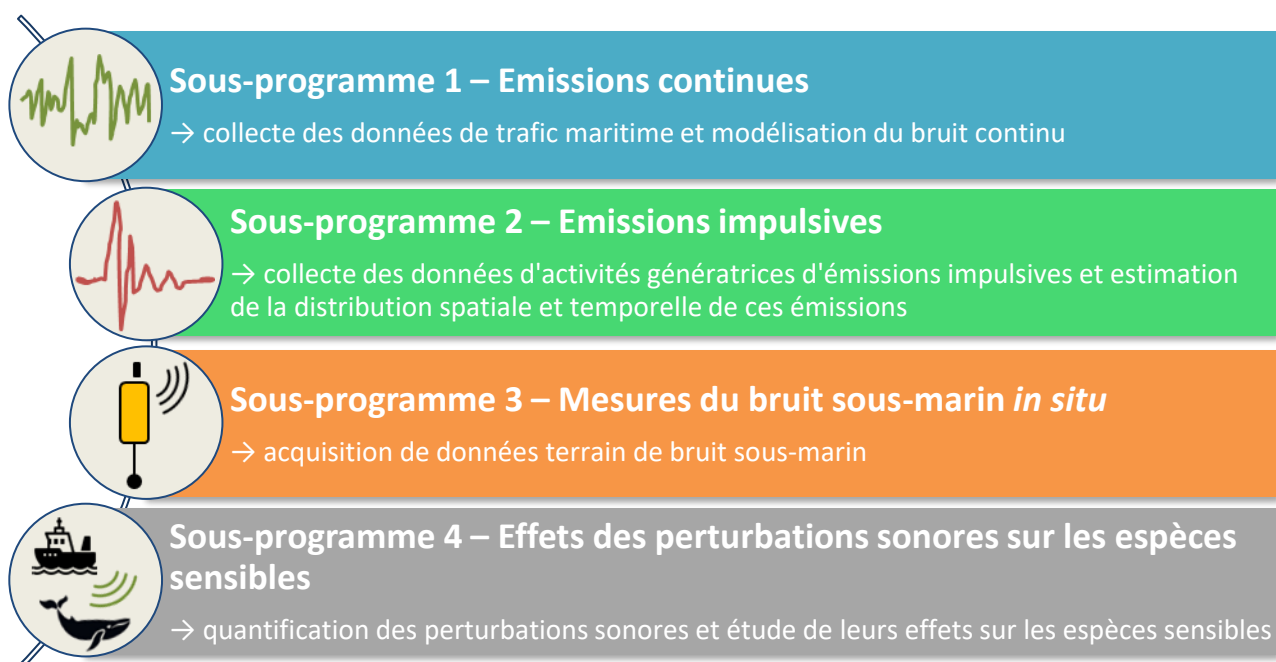 Sous-programme 1 – Emissions continues
→ collecte des données de trafic maritime et modélisation du bruit continu
Sous-programme 2 – Emissions impulsives
→ collecte des données d'activités génératrices d'émissions impulsives et estimation
de la distribution spatiale et temporelle de ces émissions
Sous-programme 3 – Mesures du bruit sous-marin in situ
→ acquisition de données terrain de bruit sous-marin
Sous-programme 4 – Effets des perturbations sonores sur les espèces
sensibles
→ quantification des perturbations sonores et étude de leurs effets sur les espèces sensibles